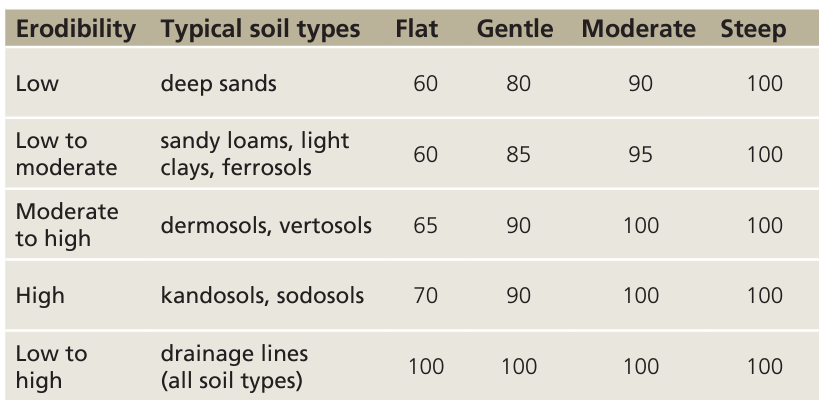 Erodibility Typical soil types Flat Gentle Moderate Steep
Low deep sands 60 80 90 100
Low to moderate sandy loams, light clays, ferrosols 60 85 95 100
Moderate to high dermosols, vertosols 65 90 100 100
High kandosols, sodosols 70 90 100 100
Low to high drainage lines (all soil types) 100 100 100 100